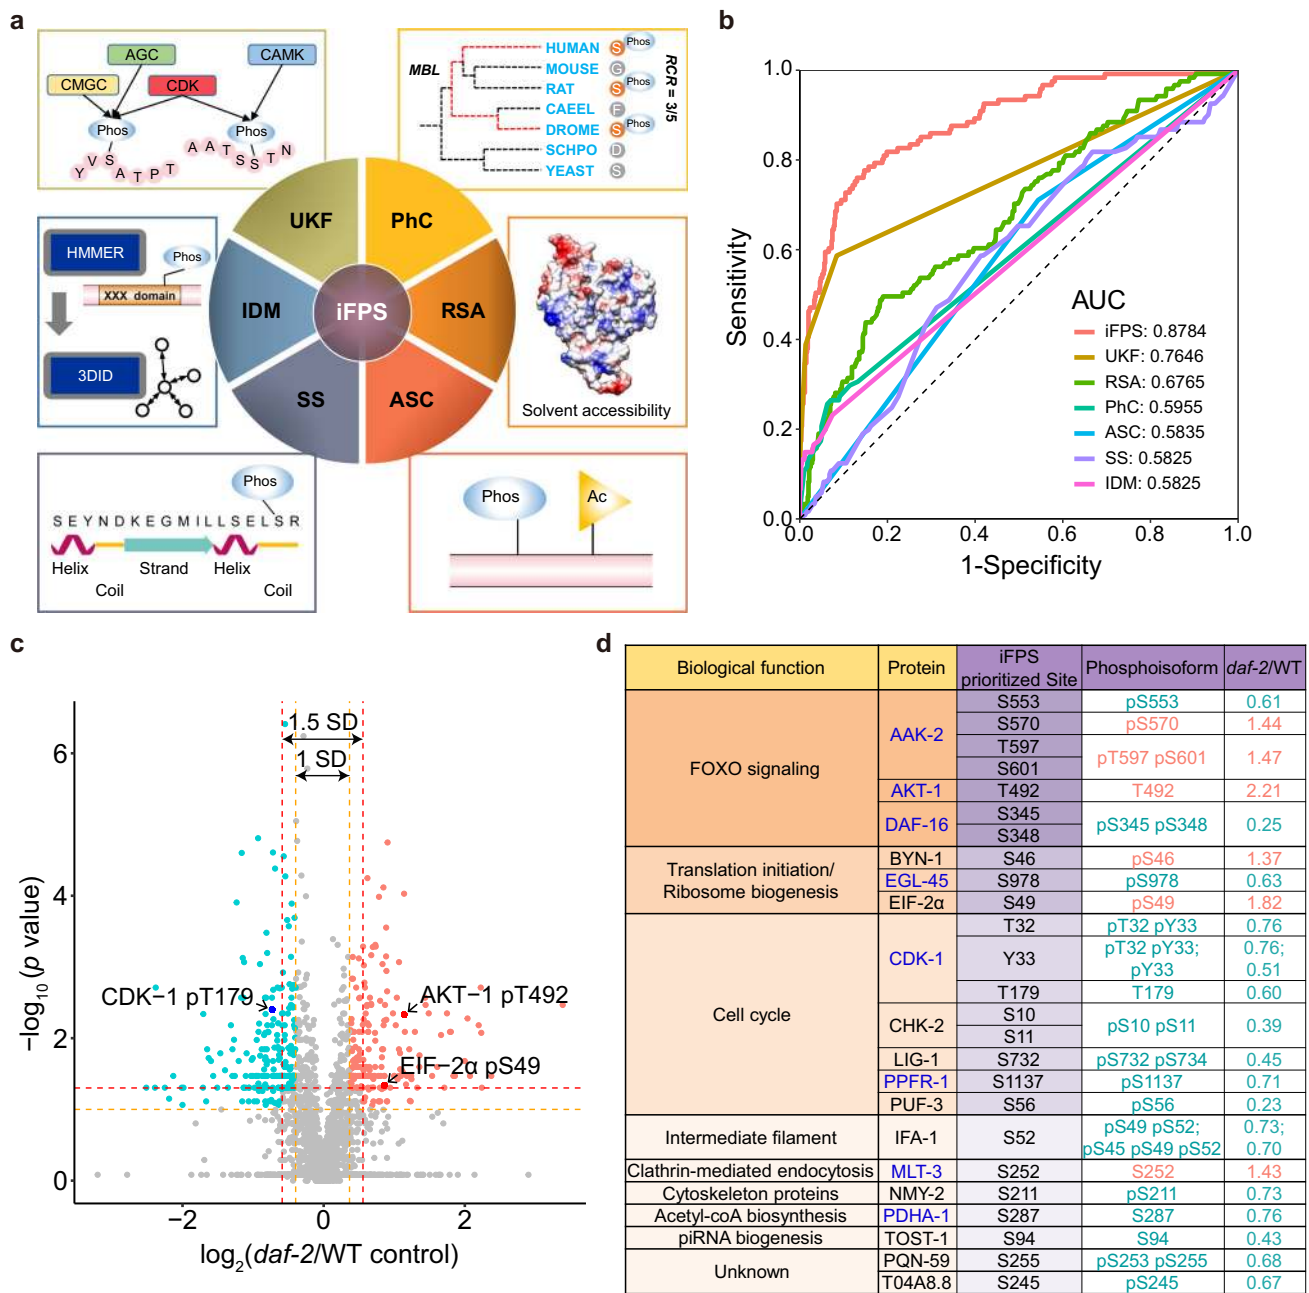 a
AGC
CAMK
CMGC
CDK
Phos
Phos
Y V S A T P T
A A T S S T N
MBL
HUMAN S Phos
MOUSE G
RAT S Phos
CAEEL F
DROME S Phos
SCHPO D
YEAST S
RCR = 3/5
HMMER
Phos
XXX domain
3DID
UKF
PhC
IDM
iFPS
RSA
SS
ASC
Solvent accessibility
Phos
S E Y N D K E G M I L L S E L S R
Helix
Strand
Helix
Coil
Coil
Phos
Ac
b
Sensitivity
1.0
0.8
0.6
0.4
0.2
0.0
0.0
0.2
0.4
0.6
0.8
1.0
1-Specificity
AUC
iFPS: 0.8784
UKF: 0.7646
RSA: 0.6765
PhC: 0.5955
ASC: 0.5835
SS: 0.5825
IDM: 0.5825
c
1.5 SD
1 SD
6
4
2
0
−log10 (p value)
CDK−1 pT179
AKT−1 pT492
EIF−2α pS49
−2
0
2
log2(daf-2/WT control)
d
Biological function Protein iFPS prioritized Site Phosphoisoform daf-2/WT
FOXO signaling AAK-2 S553 pS553 0.61
S570 pS570 1.44
T597 pT597 pS601 1.47
S601
AKT-1 T492 T492 2.21
DAF-16 S345 pS345 pS348 0.25
S348
Translation initiation/
Ribosome biogenesis
BYN-1 S46 pS46 1.37
EGL-45 S978 pS978 0.63
EIF-2α S49 pS49 1.82
Cell cycle CDK-1 T32 pT32 pY33 0.76
Y33 pT32 pY33; 0.76;
pY33 0.51
T179 T179 0.60
CHK-2 S10 pS10 pS11 0.39
S11
LIG-1 S732 pS732 pS734 0.45
PPFR-1 S1137 pS1137 0.71
PUF-3 S56 pS56 0.23
Intermediate filament IFA-1 S52 pS49 pS52; 0.73;
pS45 pS49 pS52 0.70
Clathrin-mediated endocytosis MLT-3 S252 S252 1.43
Cytoskeleton proteins NMY-2 S211 pS211 0.73
Acetyl-coA biosynthesis PDHA-1 S287 S287 0.76
piRNA biogenesis TOST-1 S94 S94 0.43
Unknown PQN-59 S255 pS253 pS255 0.68
T04A8.8 S245 pS245 0.67